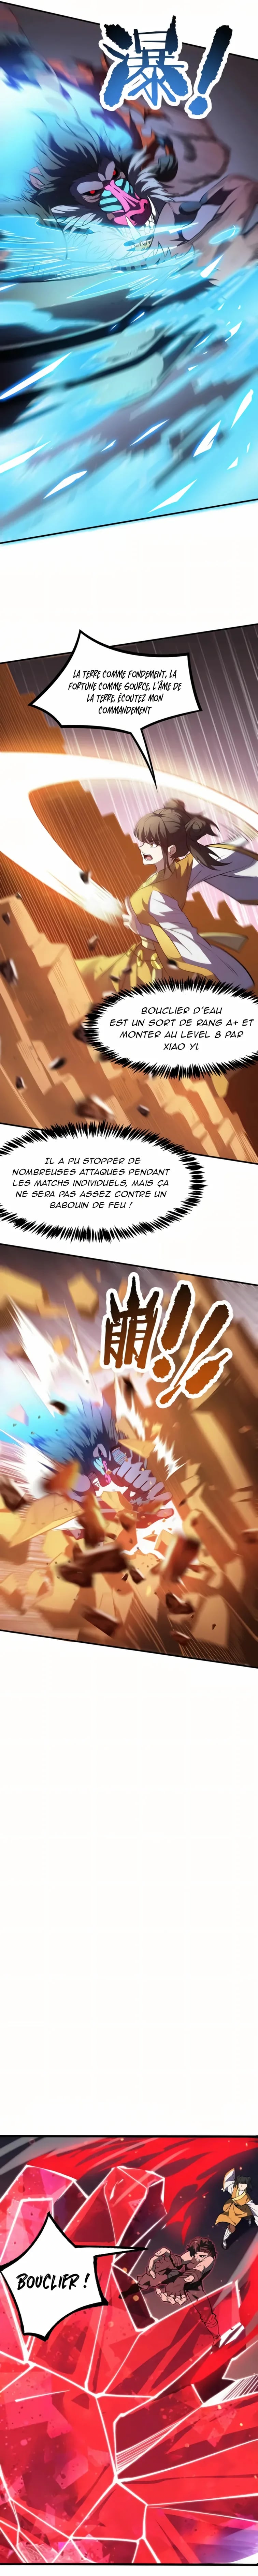 瀑!
LA TERRE COMME FONDEMENT, LA
FORTUNE COMME SOURCE, L'ÂME DE
LA TERRE, ÉCOUTEZ MON
COMMANDEMENT
BOUCLIER D'EAU
EST UN SORT DE RANG A+ ET
MONTER AU LEVEL 8 PAR
XIAO YI.
IL A PU STOPPER DE
NOMBREUSES ATTAQUES PENDANT
LES MATCHS INDIVIDUELS, MAIS ÇA
NE SERA PAS ASSEZ CONTRE UN
BABOUIN DE FEU !
崩!!
BOUCLIER !